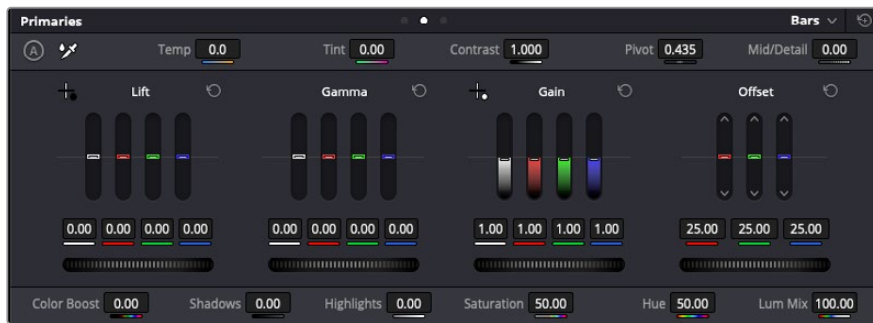 Primaries Bars
A Temp 0.0 Tint 0.00 Contrast 1.000 Pivot 0.435 Mid/Detail 0.00
Lift Gamma Gain Offset
0.00 0.00 0.00 0.00 0.00 0.00 0.00 0.00 1.00 1.00 1.00 1.00 25.00 25.00 25.00
Color Boost 0.00 Shadows 0.00 Highlights 0.00 Saturation 50.00 Hue 50.00 Lum Mix 100.00